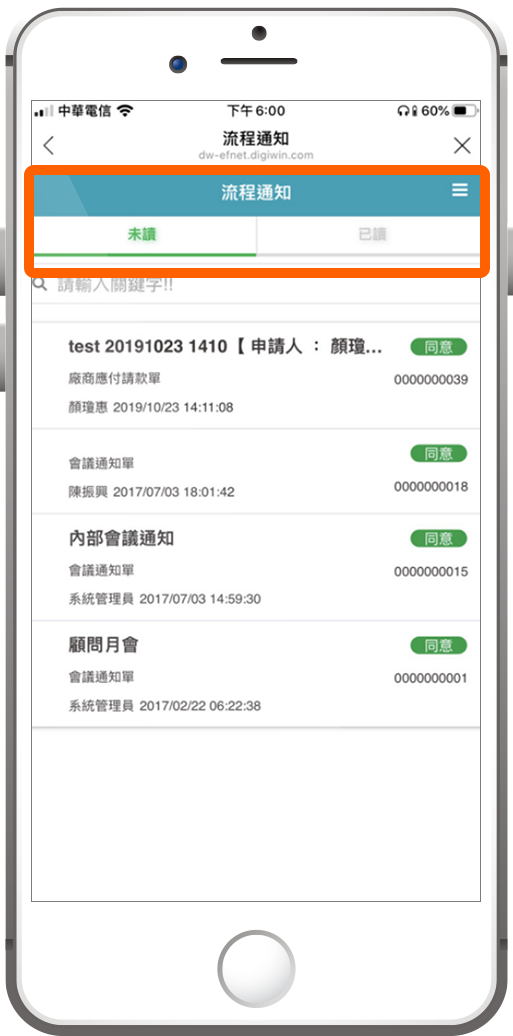 中華電信 下午6:00 60%
流程通知
dw-efnet.digiwin.com
流程通知
未讀 已讀
請輸入關鍵字!!
test 20191023 1410【 申請人 ： 顏瓊... 同意
廠商應付請款單 0000000039
顏瓊惠 2019/10/23 14:11:08
同意
會議通知單
陳振興 2017/07/03 18:01:42 0000000018
內部會議通知 同意
會議通知單 0000000015
系統管理員 2017/07/03 14:59:30
顧問月會 同意
會議通知單 0000000001
系統管理員 2017/02/22 06:22:38